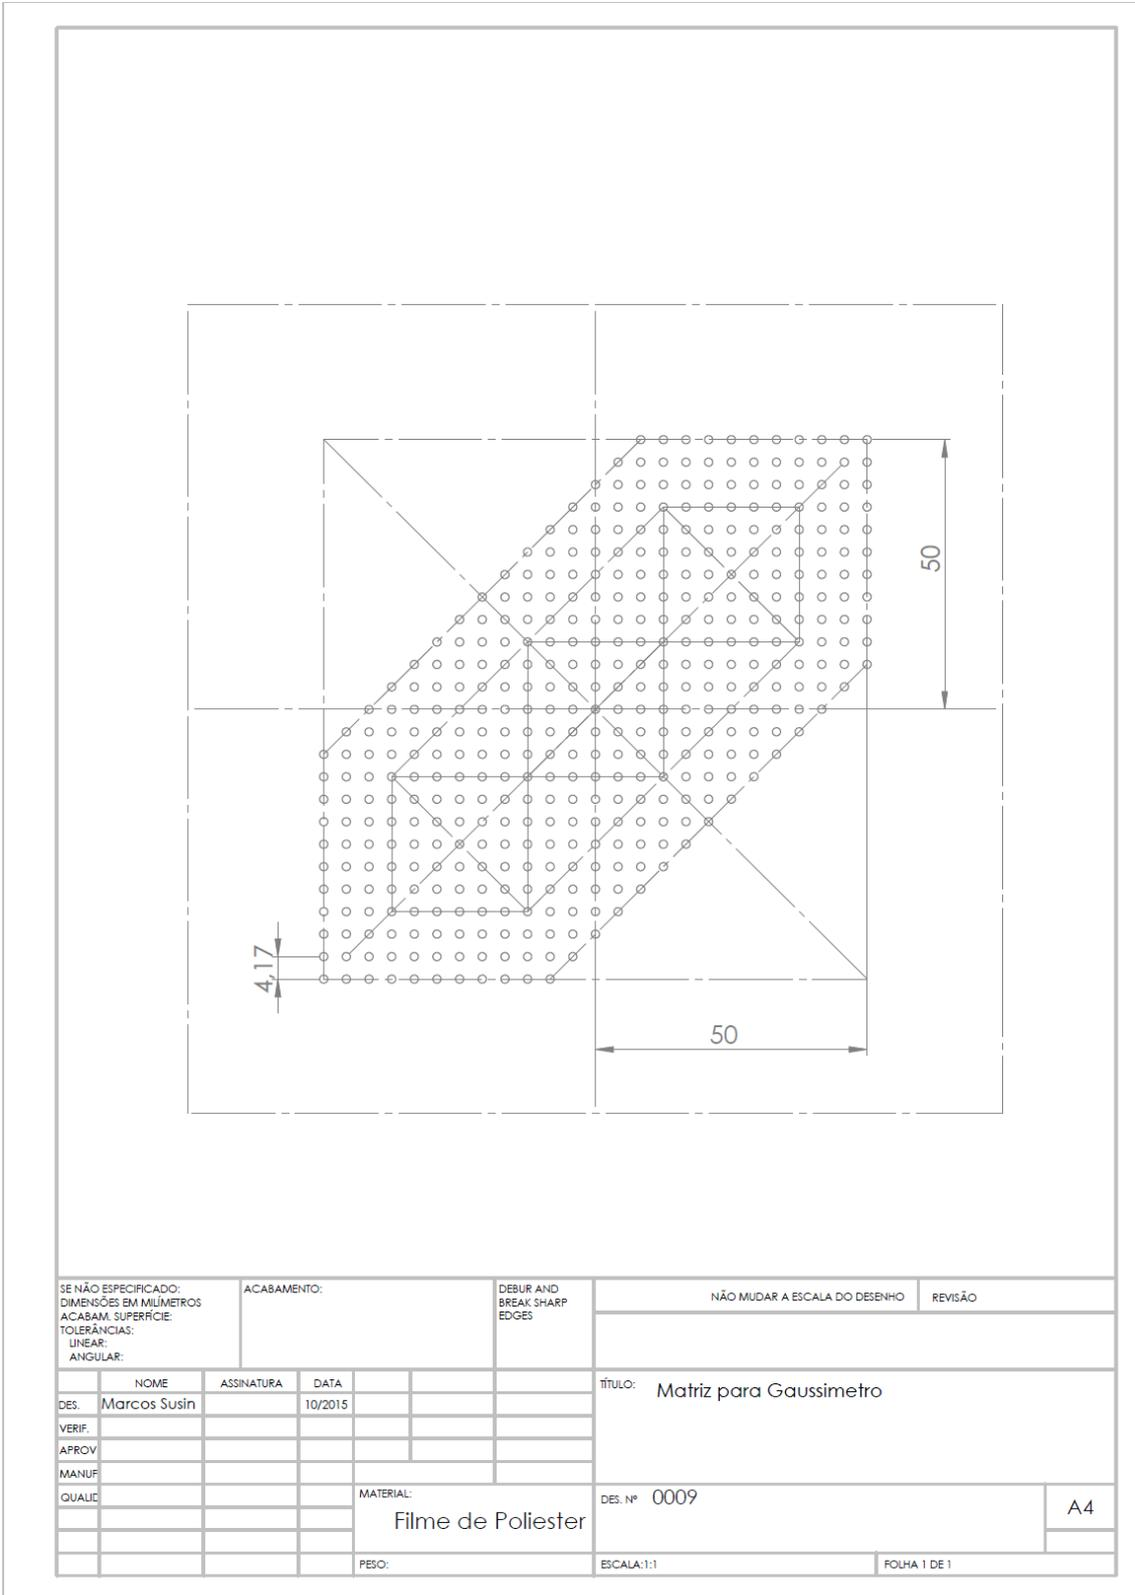 50
4,17
50
SE NÃO ESPECIFICADO:
DIMENSÕES EM MILÍMETROS
ACABAM. SUPERFÍCIE:
TOLERÂNCIAS:
LINEAR:
ANGULAR:
ACABAMENTO:
DEBUR AND
BREAK SHARP
EDGES
NÃO MUDAR A ESCALA DO DESENHO
REVISÃO
NOME
ASSINATURA
DATA
TÍTULO:
Matriz para Gaussimetro
DES.
Marcos Susin
10/2015
VERIF.
APROV
MANUF
QUALID
MATERIAL:
Filme de Poliester
DES. Nº
0009
A4
PESO:
ESCALA:1:1
FOLHA 1 DE 1